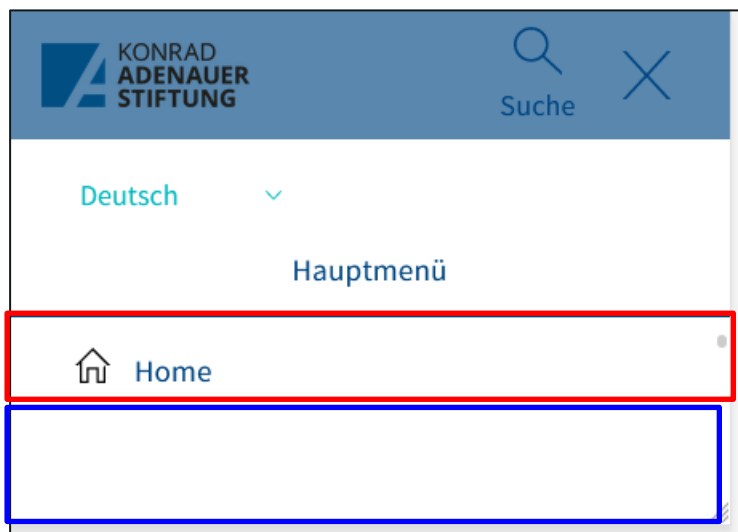 KONRAD
ADENAUER
STIFTUNG
Suche
Deutsch
Hauptmenü
Home